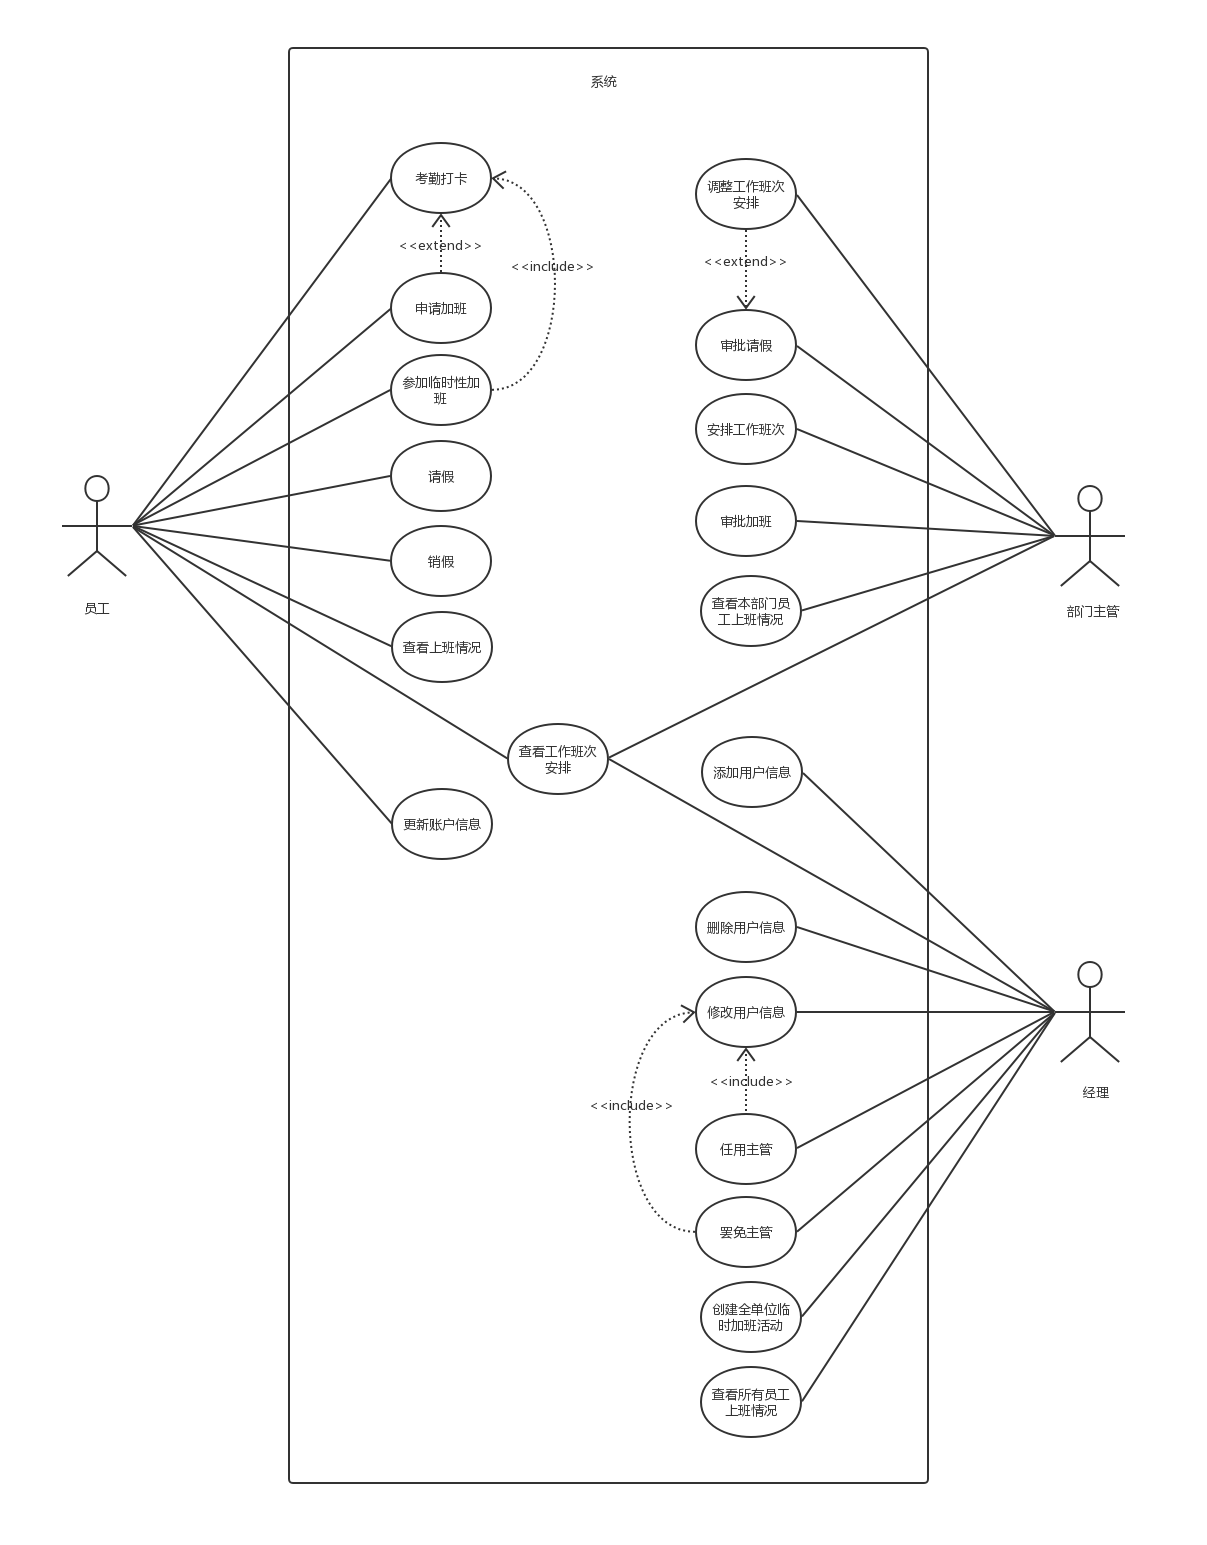 系统
考勤打卡
调整工作班次
安排
<<extend>>
<<include>>
<<extend>>
申请加班
审批请假
参加临时性加
班
安排工作班次
请假
审批加班
销假
员工
查看本部门员
工上班情况
部门主管
查看上班情况
查看工作班次
安排
添加用户信息
更新账户信息
删除用户信息
修改用户信息
<<include>>
经理
<<include>>
任用主管
罢免主管
创建全单位临
时加班活动
查看所有员工
上班情况